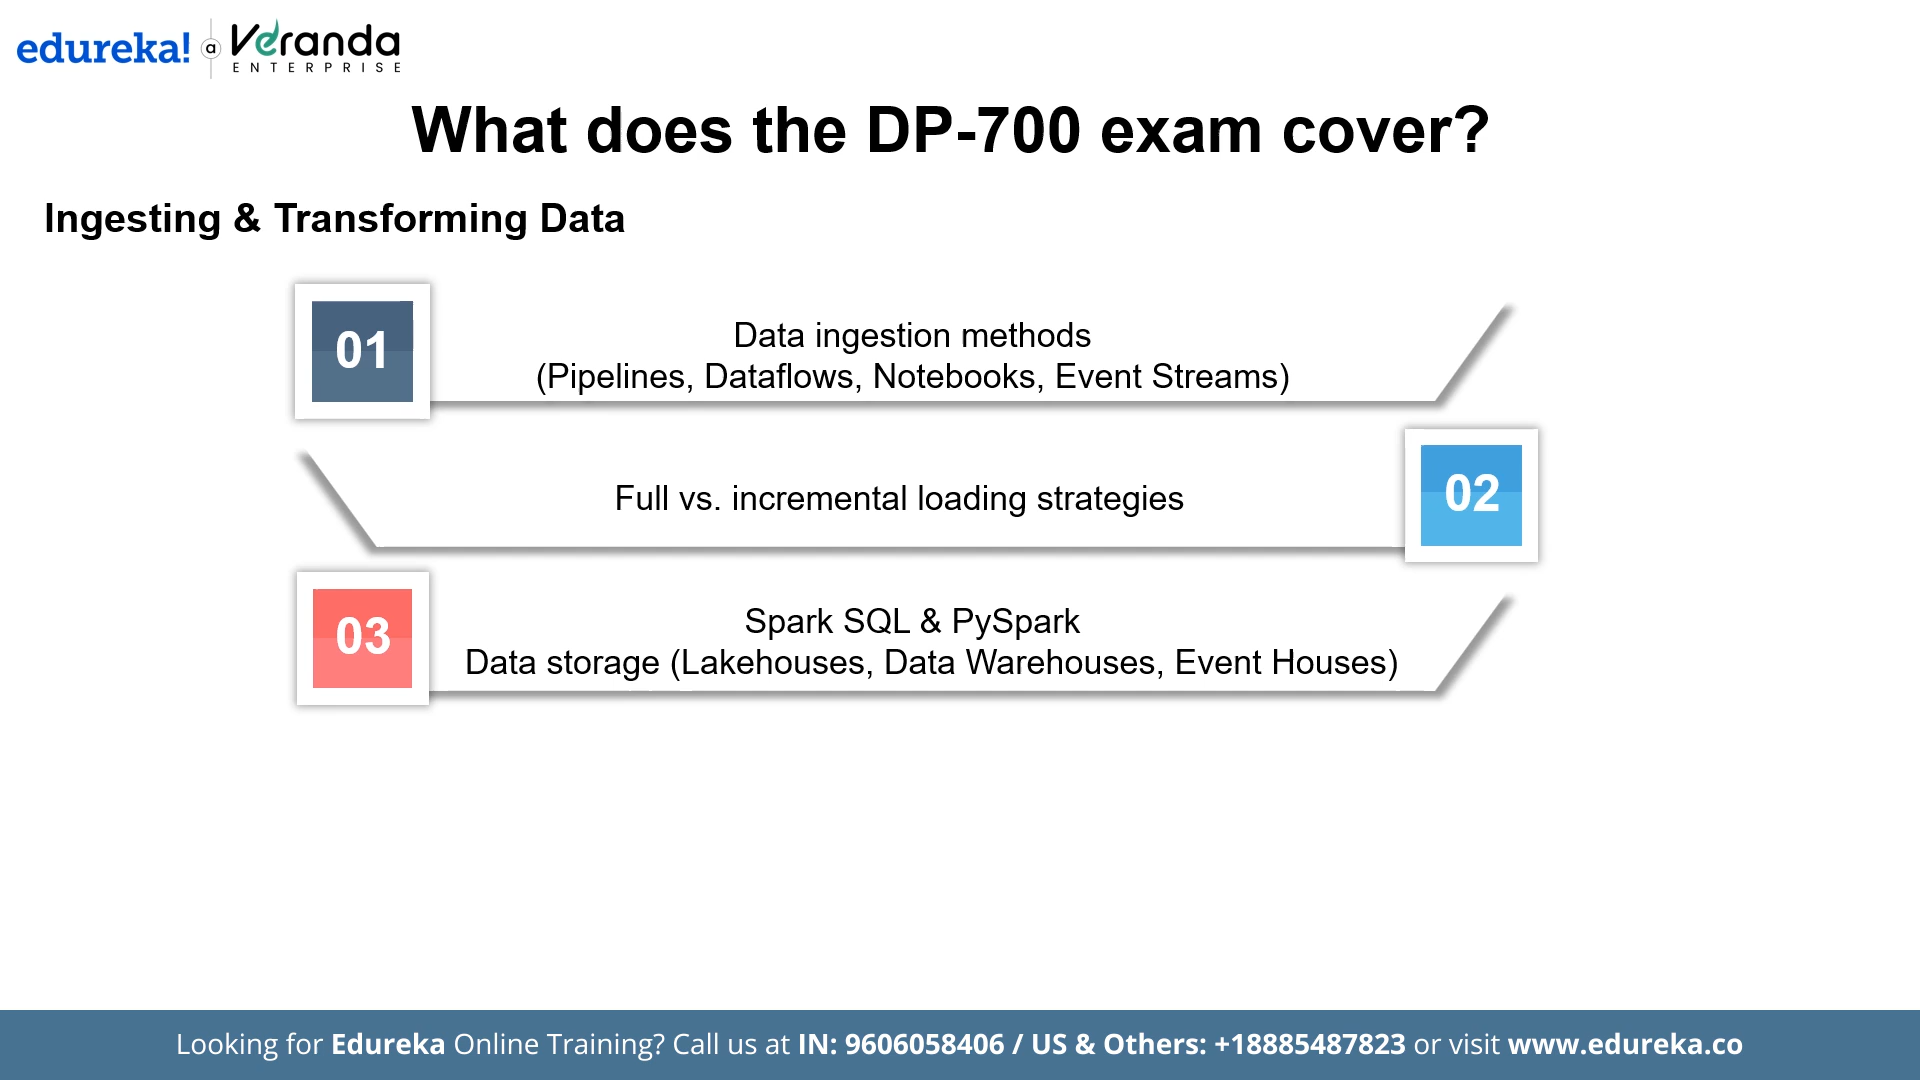 edureka! a Veranda
ENTERPRISE
What does the DP-700 exam cover?
Ingesting & Transforming Data
01
Data ingestion methods
(Pipelines, Dataflows, Notebooks, Event Streams)
Full vs. incremental loading strategies
02
03
Spark SQL & PySpark
Data storage (Lakehouses, Data Warehouses, Event Houses)
Looking for Edureka Online Training? Call us at IN: 9606058406 / US & Others: +18885487823 or visit www.edureka.co